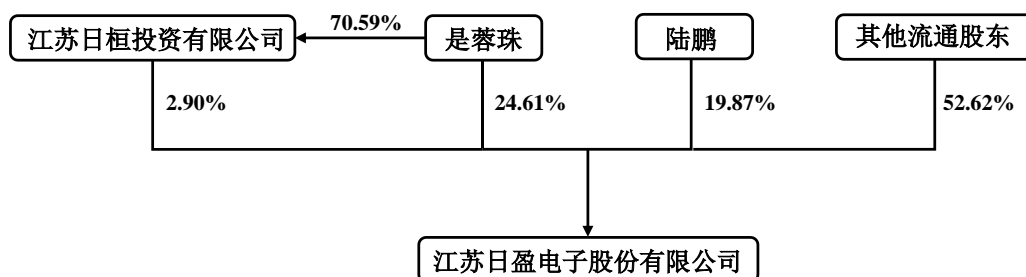 70.59%
江苏日桓投资有限公司
是蓉珠
陆鹏
其他流通股东
2.90%
24.61%
19.87%
52.62%
江苏日盈电子股份有限公司